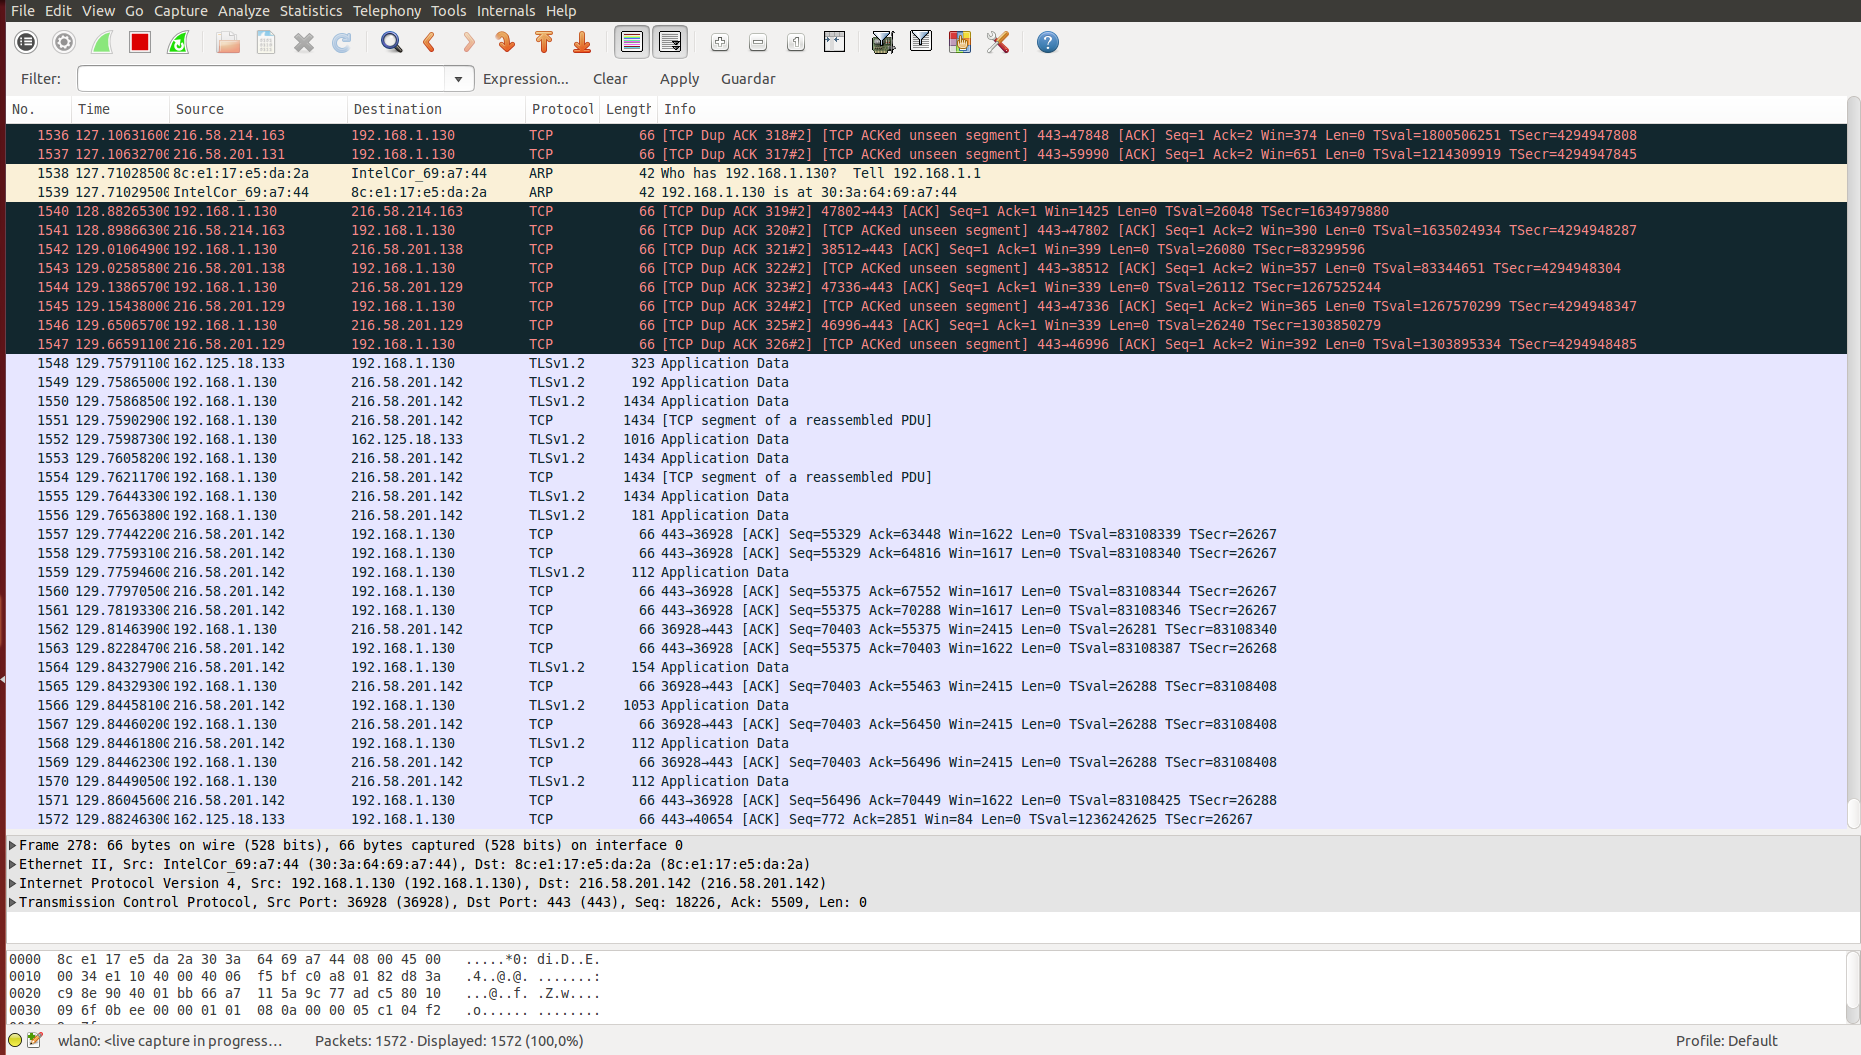 File Edit View Go Capture Analyze Statistics Telephony Tools Internals Help
Filter: Expression... Clear Apply Guardar
No. Time Source Destination Protocol Length Info
1536 127.10631600 216.58.214.163 192.168.1.130 TCP 66 [TCP Dup ACK 318#2] [TCP ACKed unseen segment] 443→47848 [ACK] Seq=1 Ack=2 Win=374 Len=0 TSval=1800506251 TSecr=4294947808
1537 127.10632700 216.58.201.131 192.168.1.130 TCP 66 [TCP Dup ACK 317#2] [TCP ACKed unseen segment] 443→59990 [ACK] Seq=1 Ack=2 Win=651 Len=0 TSval=1214309919 TSecr=4294947845
1538 127.71028500 8c:e1:17:e5:da:2a IntelCor_69:a7:44 ARP 42 Who has 192.168.1.130? Tell 192.168.1.1
1539 127.71029500 IntelCor_69:a7:44 8c:e1:17:e5:da:2a ARP 42 192.168.1.130 is at 30:3a:64:69:a7:44
1540 128.88265300 192.168.1.130 216.58.214.163 TCP 66 [TCP Dup ACK 319#2] 47802→443 [ACK] Seq=1 Ack=1 Win=1425 Len=0 TSval=26048 TSecr=1634979880
1541 128.89866300 216.58.214.163 192.168.1.130 TCP 66 [TCP Dup ACK 320#2] [TCP ACKed unseen segment] 443→47802 [ACK] Seq=1 Ack=2 Win=390 Len=0 TSval=1635024934 TSecr=4294948287
1542 129.01064900 192.168.1.130 216.58.201.138 TCP 66 [TCP Dup ACK 321#2] 38512→443 [ACK] Seq=1 Ack=1 Win=399 Len=0 TSval=26080 TSecr=83299596
1543 129.02585800 216.58.201.138 192.168.1.130 TCP 66 [TCP Dup ACK 322#2] [TCP ACKed unseen segment] 443→38512 [ACK] Seq=1 Ack=2 Win=357 Len=0 TSval=83344651 TSecr=4294948304
1544 129.13865700 192.168.1.130 216.58.201.129 TCP 66 [TCP Dup ACK 323#2] 47336→443 [ACK] Seq=1 Ack=1 Win=339 Len=0 TSval=26112 TSecr=1267525244
1545 129.15438000 216.58.201.129 192.168.1.130 TCP 66 [TCP Dup ACK 324#2] [TCP ACKed unseen segment] 443→47336 [ACK] Seq=1 Ack=2 Win=365 Len=0 TSval=1267570299 TSecr=4294948347
1546 129.65065700 192.168.1.130 216.58.201.129 TCP 66 [TCP Dup ACK 325#2] 46996→443 [ACK] Seq=1 Ack=1 Win=339 Len=0 TSval=26240 TSecr=1303850279
1547 129.66591100 216.58.201.129 192.168.1.130 TCP 66 [TCP Dup ACK 326#2] [TCP ACKed unseen segment] 443→46996 [ACK] Seq=1 Ack=2 Win=392 Len=0 TSval=1303895334 TSecr=4294948485
1548 129.75791100 162.125.18.133 192.168.1.130 TLSv1.2 323 Application Data
1549 129.75865000 192.168.1.130 216.58.201.142 TLSv1.2 192 Application Data
1550 129.75868500 192.168.1.130 216.58.201.142 TLSv1.2 1434 Application Data
1551 129.75902900 192.168.1.130 216.58.201.142 TCP 1434 [TCP segment of a reassembled PDU]
1552 129.75987300 192.168.1.130 162.125.18.133 TLSv1.2 1016 Application Data
1553 129.76058200 192.168.1.130 216.58.201.142 TLSv1.2 1434 Application Data
1554 129.76211700 192.168.1.130 216.58.201.142 TCP 1434 [TCP segment of a reassembled PDU]
1555 129.76443300 192.168.1.130 216.58.201.142 TLSv1.2 1434 Application Data
1556 129.76563800 192.168.1.130 216.58.201.142 TLSv1.2 181 Application Data
1557 129.77442200 216.58.201.142 192.168.1.130 TCP 66 443→36928 [ACK] Seq=55329 Ack=63448 Win=1622 Len=0 TSval=83108339 TSecr=26267
1558 129.77593100 216.58.201.142 192.168.1.130 TCP 66 443→36928 [ACK] Seq=55329 Ack=64816 Win=1617 Len=0 TSval=83108340 TSecr=26267
1559 129.77594600 216.58.201.142 192.168.1.130 TLSv1.2 112 Application Data
1560 129.77970500 216.58.201.142 192.168.1.130 TCP 66 443→36928 [ACK] Seq=55375 Ack=67552 Win=1617 Len=0 TSval=83108344 TSecr=26267
1561 129.78193300 216.58.201.142 192.168.1.130 TCP 66 443→36928 [ACK] Seq=55375 Ack=70288 Win=1617 Len=0 TSval=83108346 TSecr=26267
1562 129.81463900 192.168.1.130 216.58.201.142 TCP 66 36928→443 [ACK] Seq=70403 Ack=55375 Win=2415 Len=0 TSval=26281 TSecr=83108340
1563 129.82284700 216.58.201.142 192.168.1.130 TCP 66 443→36928 [ACK] Seq=55375 Ack=70403 Win=1622 Len=0 TSval=83108387 TSecr=26268
1564 129.84327900 216.58.201.142 192.168.1.130 TLSv1.2 154 Application Data
1565 129.84329300 192.168.1.130 216.58.201.142 TCP 66 36928→443 [ACK] Seq=70403 Ack=55463 Win=2415 Len=0 TSval=26288 TSecr=83108408
1566 129.84458100 216.58.201.142 192.168.1.130 TLSv1.2 1053 Application Data
1567 129.84460200 192.168.1.130 216.58.201.142 TCP 66 36928→443 [ACK] Seq=70403 Ack=56450 Win=2415 Len=0 TSval=26288 TSecr=83108408
1568 129.84461800 216.58.201.142 192.168.1.130 TLSv1.2 112 Application Data
1569 129.84462300 192.168.1.130 216.58.201.142 TCP 66 36928→443 [ACK] Seq=70403 Ack=56496 Win=2415 Len=0 TSval=26288 TSecr=83108408
1570 129.84490500 192.168.1.130 216.58.201.142 TLSv1.2 112 Application Data
1571 129.86045600 216.58.201.142 192.168.1.130 TCP 66 443→36928 [ACK] Seq=56496 Ack=70449 Win=1622 Len=0 TSval=83108425 TSecr=26288
1572 129.88246300 162.125.18.133 192.168.1.130 TCP 66 443→40654 [ACK] Seq=772 Ack=2851 Win=84 Len=0 TSval=1236242625 TSecr=26267
Frame 278: 66 bytes on wire (528 bits), 66 bytes captured (528 bits) on interface 0
Ethernet II, Src: IntelCor_69:a7:44 (30:3a:64:69:a7:44), Dst: 8c:e1:17:e5:da:2a (8c:e1:17:e5:da:2a)
Internet Protocol Version 4, Src: 192.168.1.130 (192.168.1.130), Dst: 216.58.201.142 (216.58.201.142)
Transmission Control Protocol, Src Port: 36928 (36928), Dst Port: 443 (443), Seq: 18226, Ack: 5509, Len: 0
0000 8c e1 17 e5 da 2a 30 3a 64 69 a7 44 08 00 45 00 .....*0: di.D..E.
0010 00 34 e1 10 40 00 40 06 f5 bf c0 a8 01 82 d8 3a .4..@.@. .......:
0020 c9 8e 90 40 01 bb 66 a7 11 5a 9c 77 ad c5 80 10 ...@..f. .Z.w....
0030 09 6f 0b ee 00 00 01 01 08 0a 00 00 05 c1 04 f2 .o...... ........
wlan0: <live capture in progress... Packets: 1572 · Displayed: 1572 (100,0%) Profile: Default